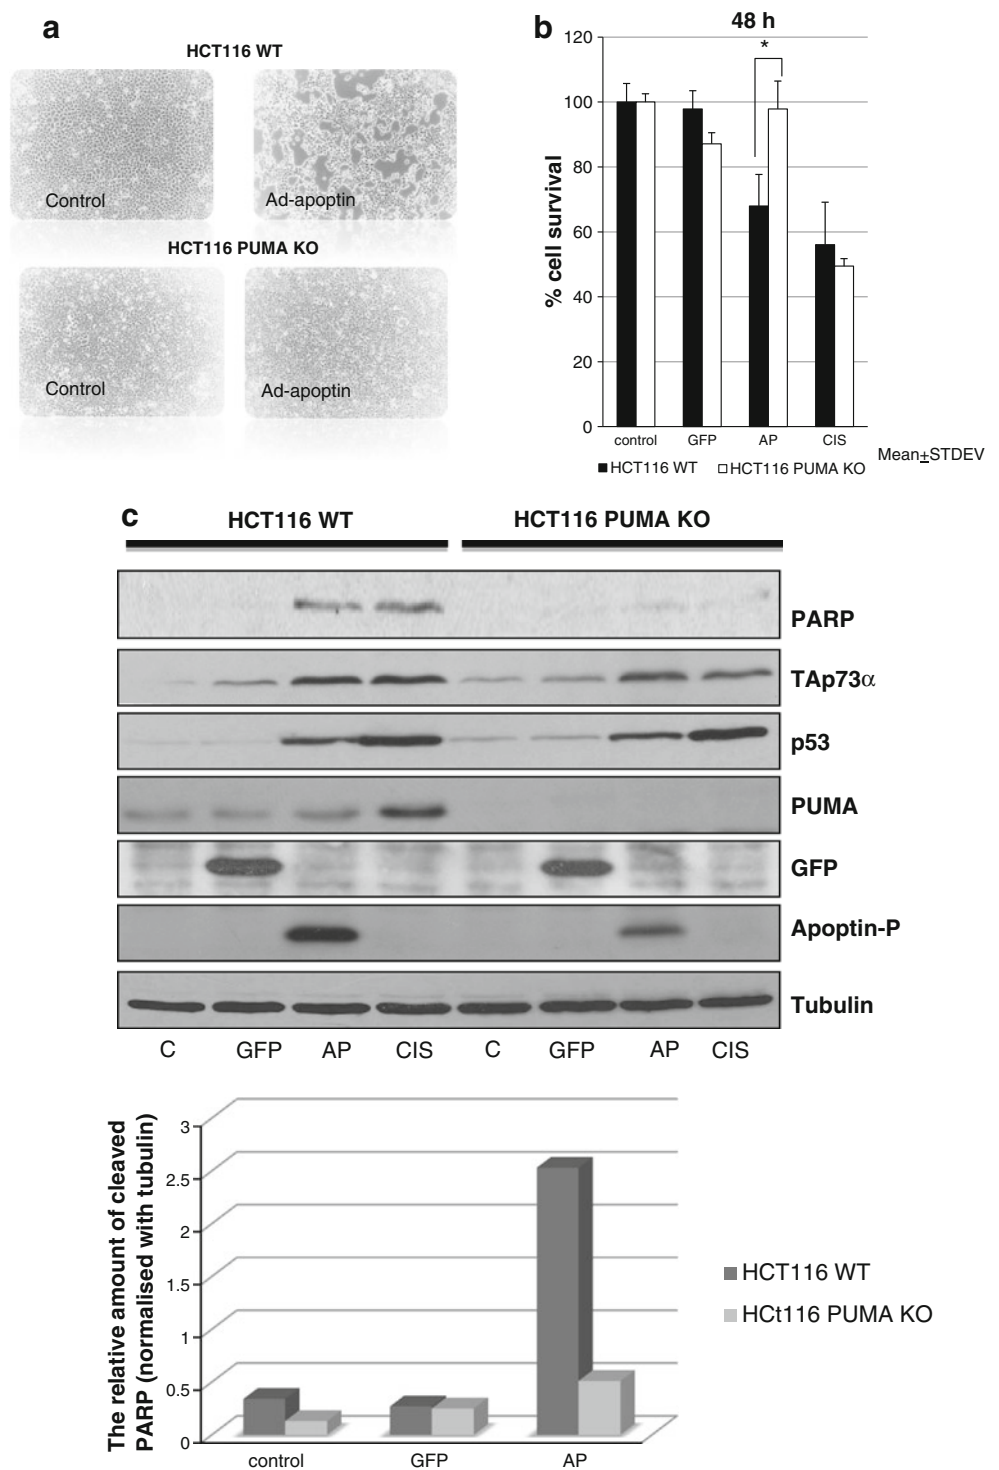 a
HCT116 WT
Control
Ad-apoptin
HCT116 PUMA KO
Control
Ad-apoptin
b
48 h
*
% cell survival
120
100
80
60
40
20
0
control GFP AP CIS
HCT116 WT HCT116 PUMA KO
Mean±STDEV
c
HCT116 WT HCT116 PUMA KO
PARP
TAp73α
p53
PUMA
GFP
Apoptin-P
Tubulin
C GFP AP CIS C GFP AP CIS
The relative amount of cleaved
PARP (normalised with tubulin)
3
2.5
2
1.5
1
0.5
0
control GFP AP
HCT116 WT
HCt116 PUMA KO